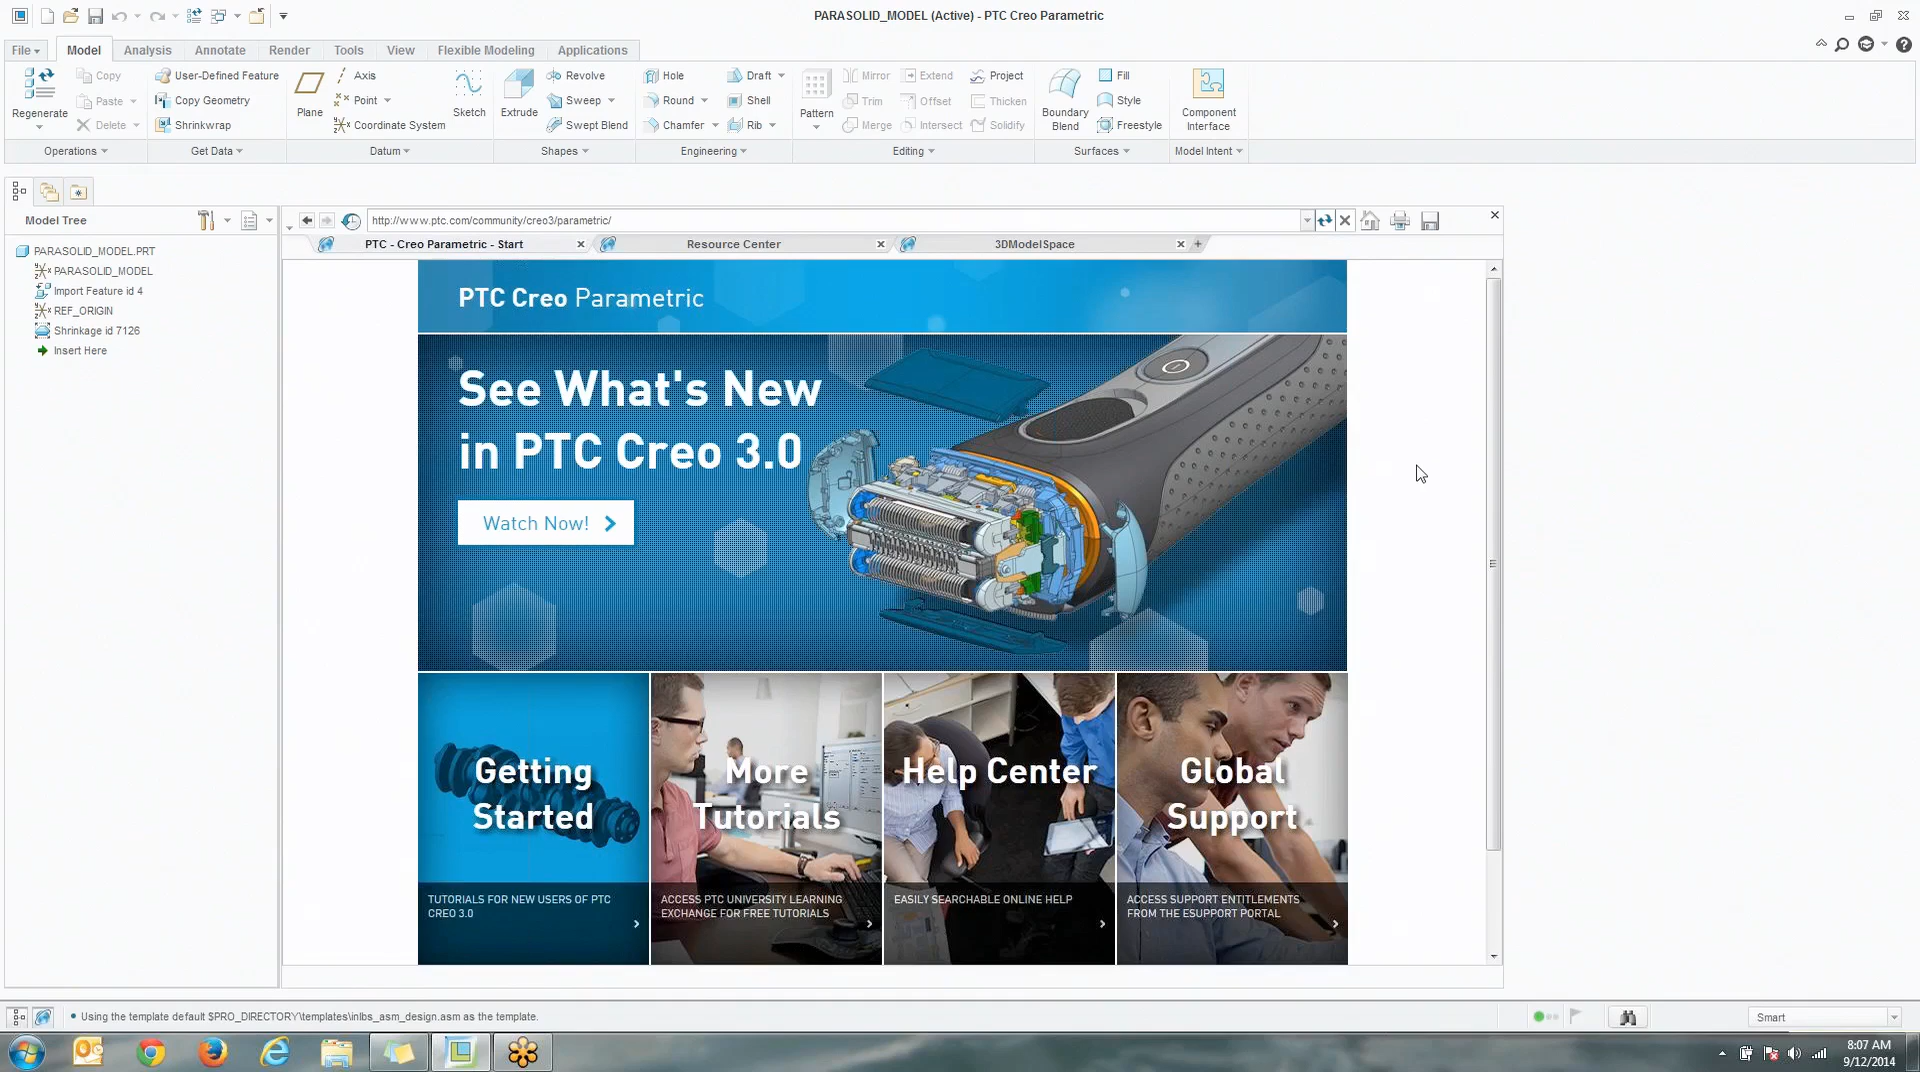 PARASOLID_MODEL (Active) - PTC Creo Parametric
File Model Analysis Annotate Render Tools View Flexible Modeling Applications
Regenerate Copy Paste Delete
User-Defined Feature
Copy Geometry
Shrinkwrap
Plane Axis Point Coordinate System Sketch
Extrude Revolve Sweep Swept Blend
Hole Round Chamfer Draft Shell Rib
Pattern Mirror Trim Merge Extend Offset Intersect Project Thicken Solidify
Boundary Blend Fill Style Freestyle
Component Interface
Operations Get Data Datum Shapes Engineering Editing Surfaces Model Intent
Model Tree
http://www.ptc.com/community/creo3/parametric/
PTC - Creo Parametric - Start Resource Center 3DModelSpace
PARASOLID_MODEL.PRT
PARASOLID_MODEL
Import Feature id 4
REF_ORIGIN
Shrinkage id 7126
Insert Here
PTC Creo Parametric
See What's New
in PTC Creo 3.0
Watch Now!
Getting
Started
TUTORIALS FOR NEW USERS OF PTC
CREO 3.0
More
Tutorials
ACCESS PTC UNIVERSITY LEARNING
EXCHANGE FOR FREE TUTORIALS
Help Center
EASILY SEARCHABLE ONLINE HELP
Global
Support
ACCESS SUPPORT ENTITLEMENTS
FROM THE ESUPPORT PORTAL
• Using the template default $PRO_DIRECTORY\templates\inlbs_asm_design.asm as the template.
Smart
8:07 AM
9/12/2014